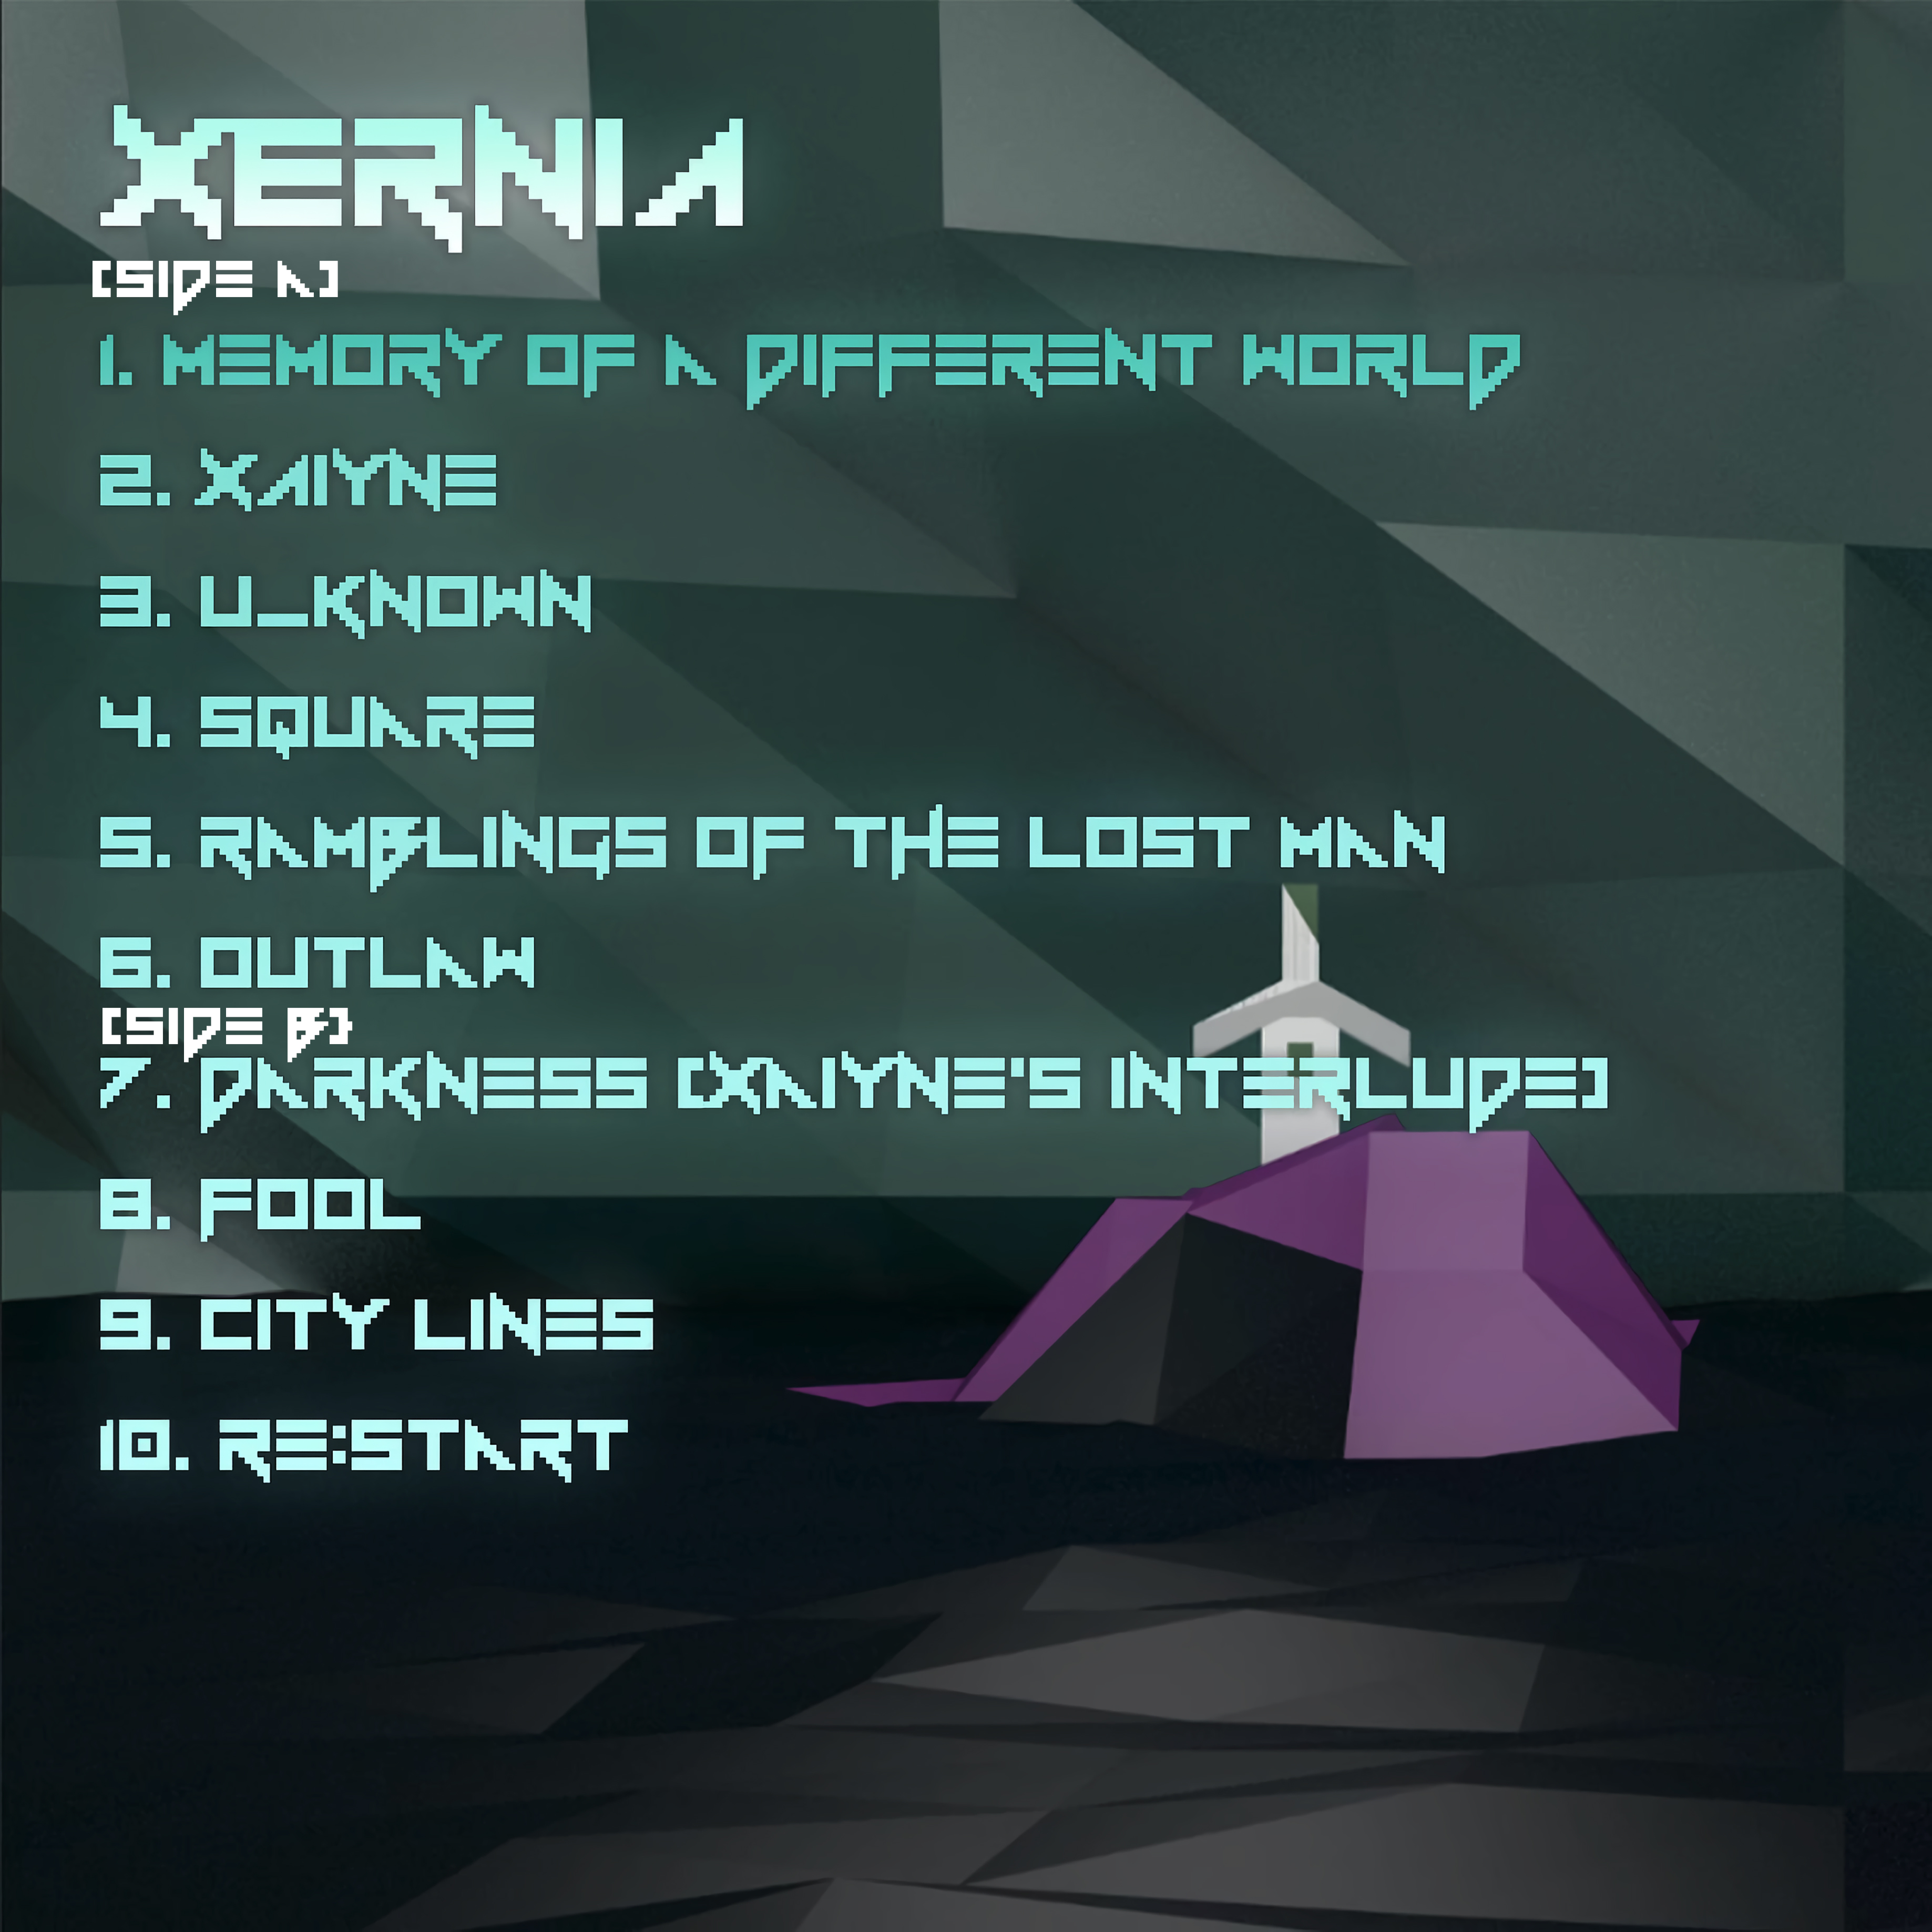 XERNIA
[SIDE A]
1. MEMORY OF A DIFFERENT WORLD
2. XAIYNE
3. U_KNOWN
4. SQUARE
5. RAMBLINGS OF THE LOST MAN
6. OUTLAW
[SIDE B]
7. DARKNESS [XAIYNE'S INTERLUDE]
8. FOOL
9. CITY LINES
10. RE:START